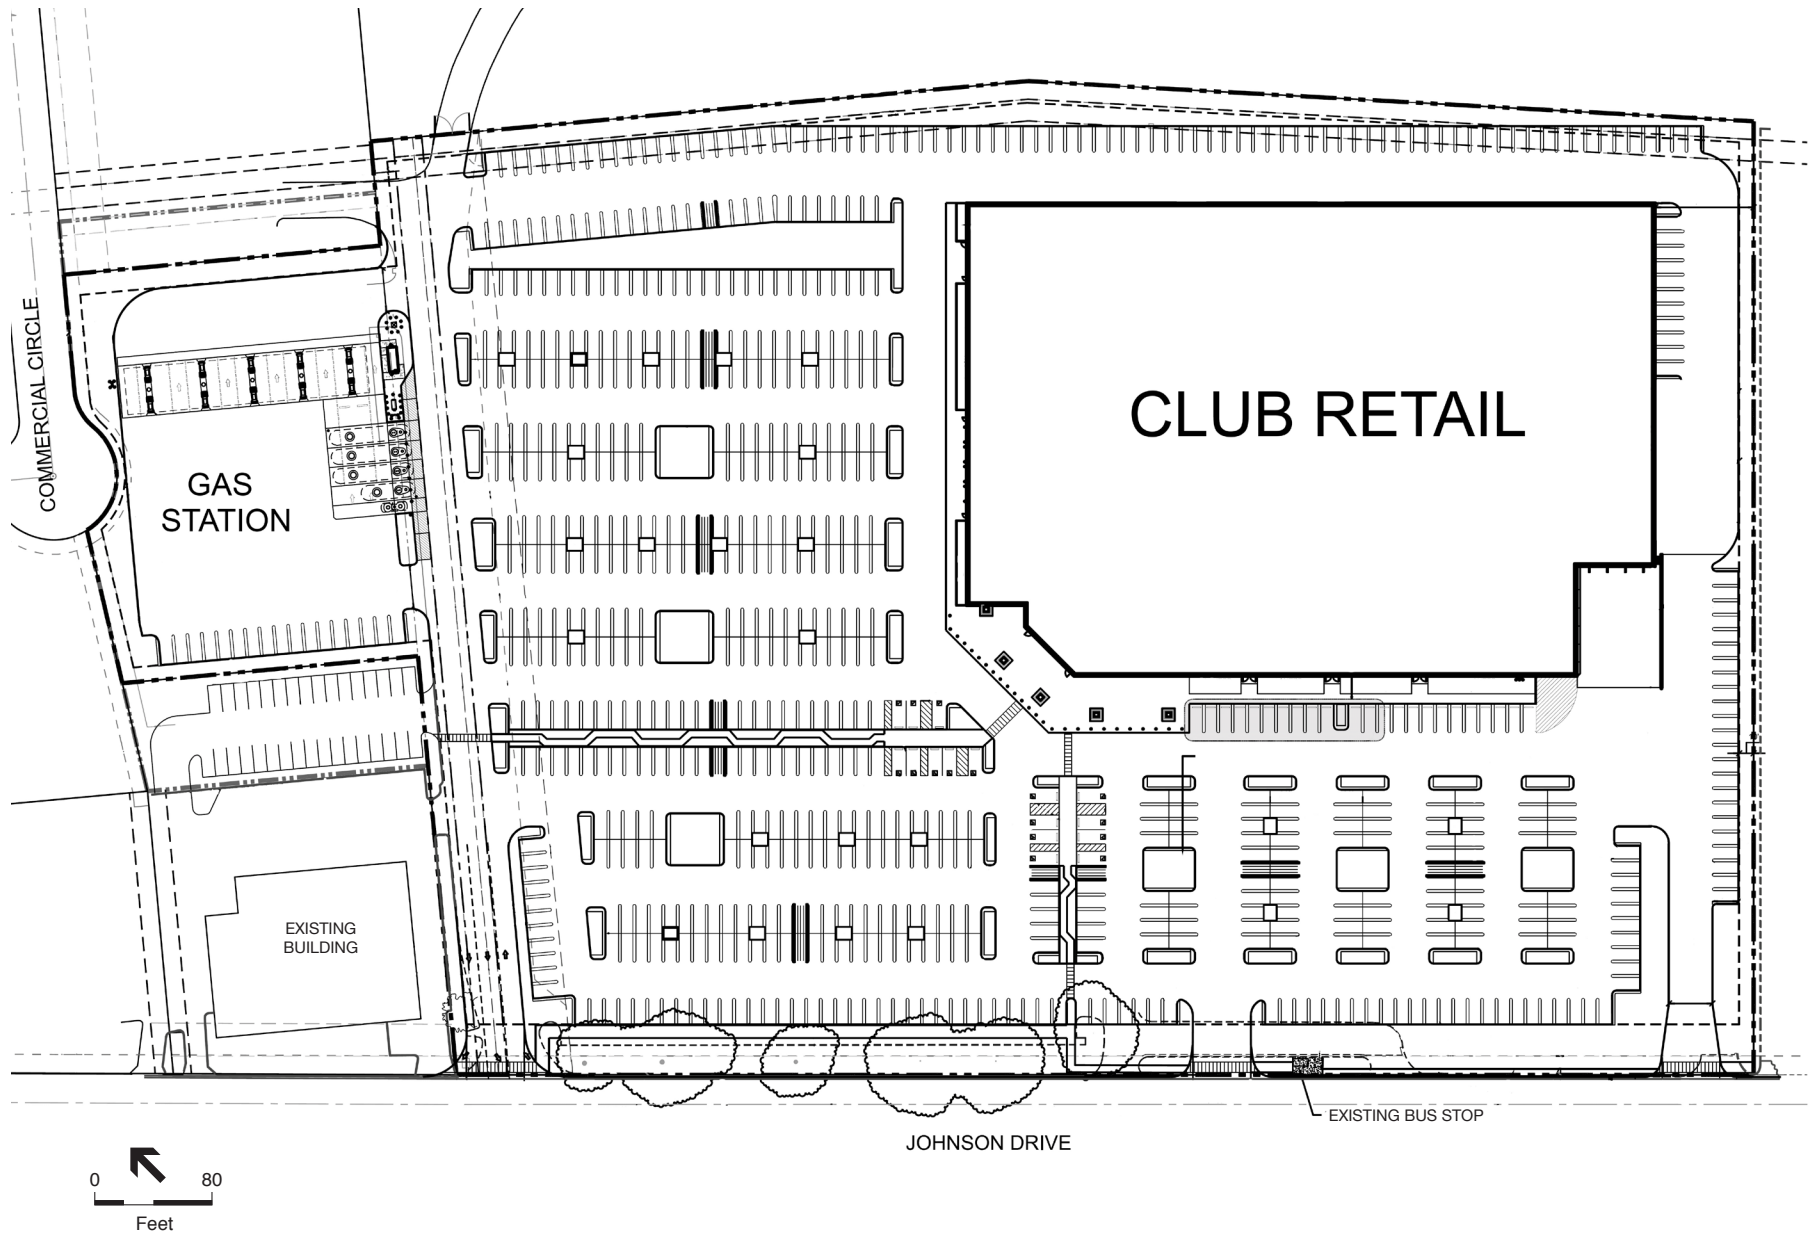 COMMERCIAL CIRCLE
CLUB RETAIL
GAS
STATION
EXISTING
BUILDING
EXISTING BUS STOP
JOHNSON DRIVE
0 80
Feet